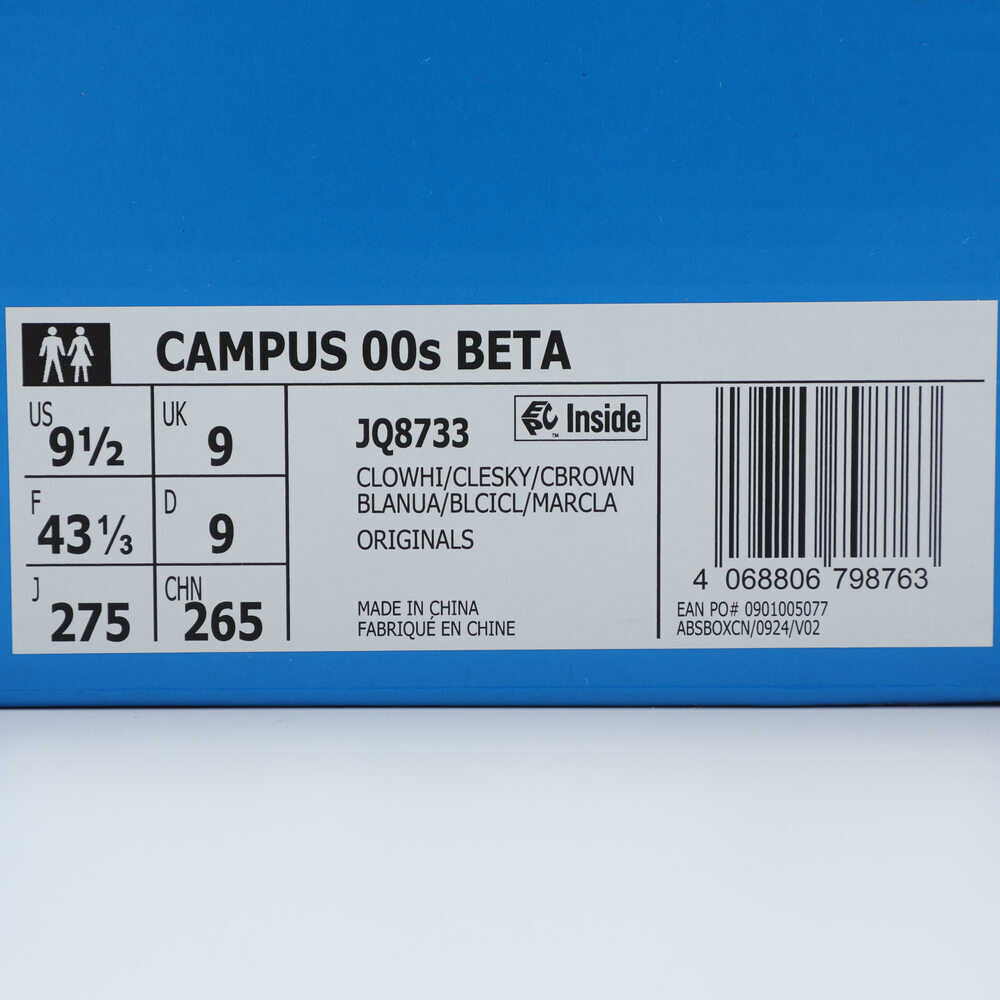 CAMPUS 00s BETA
US 9½
UK 9
F 43⅓
D 9
J 275
CHN 265
JQ8733
EPC™ Inside
CLOWHI/CLESKY/CBROWN
BLANUA/BLCICL/MARCLA
ORIGINALS
MADE IN CHINA
FABRIQUÉ EN CHINE
4 068806 798763
EAN PO# 0901005077
ABSBOXCN/0924/V02